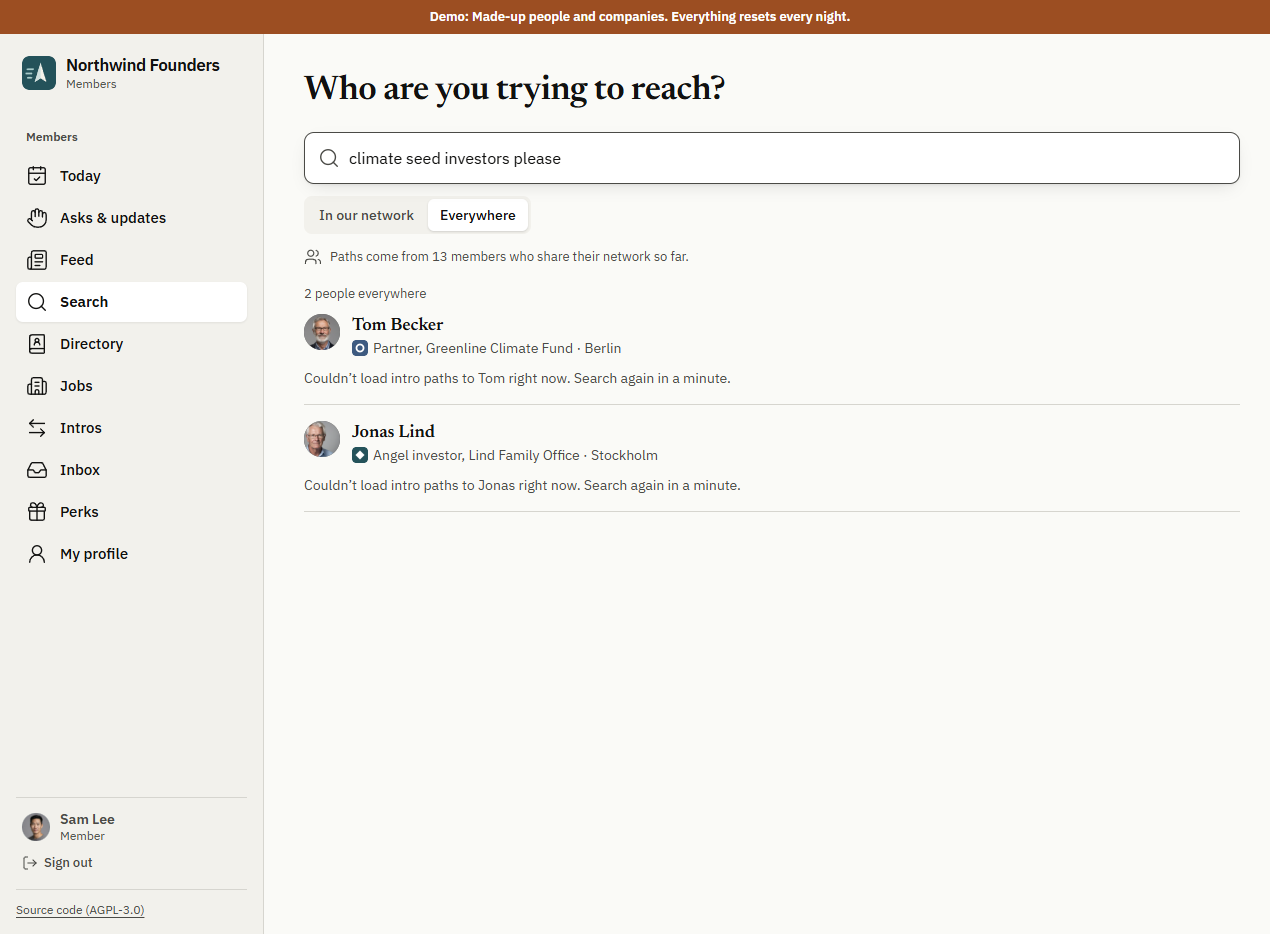 Demo: Made-up people and companies. Everything resets every night.
Northwind Founders
Members
Members
Today
Asks & updates
Feed
Search
Directory
Jobs
Intros
Inbox
Perks
My profile
Sam Lee
Member
Sign out
Source code (AGPL-3.0)
Who are you trying to reach?
climate seed investors please
In our network
Everywhere
Paths come from 13 members who share their network so far.
2 people everywhere
Tom Becker
Partner, Greenline Climate Fund · Berlin
Couldn’t load intro paths to Tom right now. Search again in a minute.
Jonas Lind
Angel investor, Lind Family Office · Stockholm
Couldn’t load intro paths to Jonas right now. Search again in a minute.